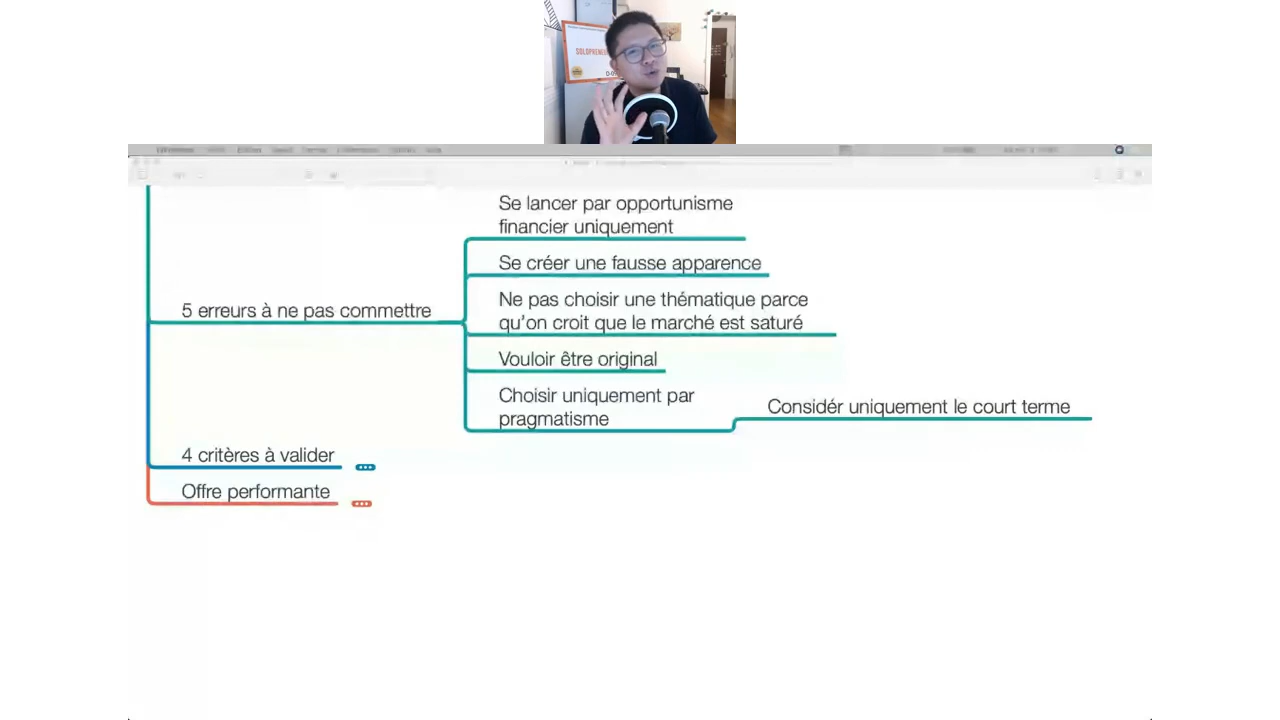 SOLOPRENEU
Se lancer par opportunisme
financier uniquement
Se créer une fausse apparence
Ne pas choisir une thématique parce
qu'on croit que le marché est saturé
5 erreurs à ne pas commettre
Vouloir être original
Choisir uniquement par
pragmatisme
Considér uniquement le court terme
4 critères à valider
Offre performante